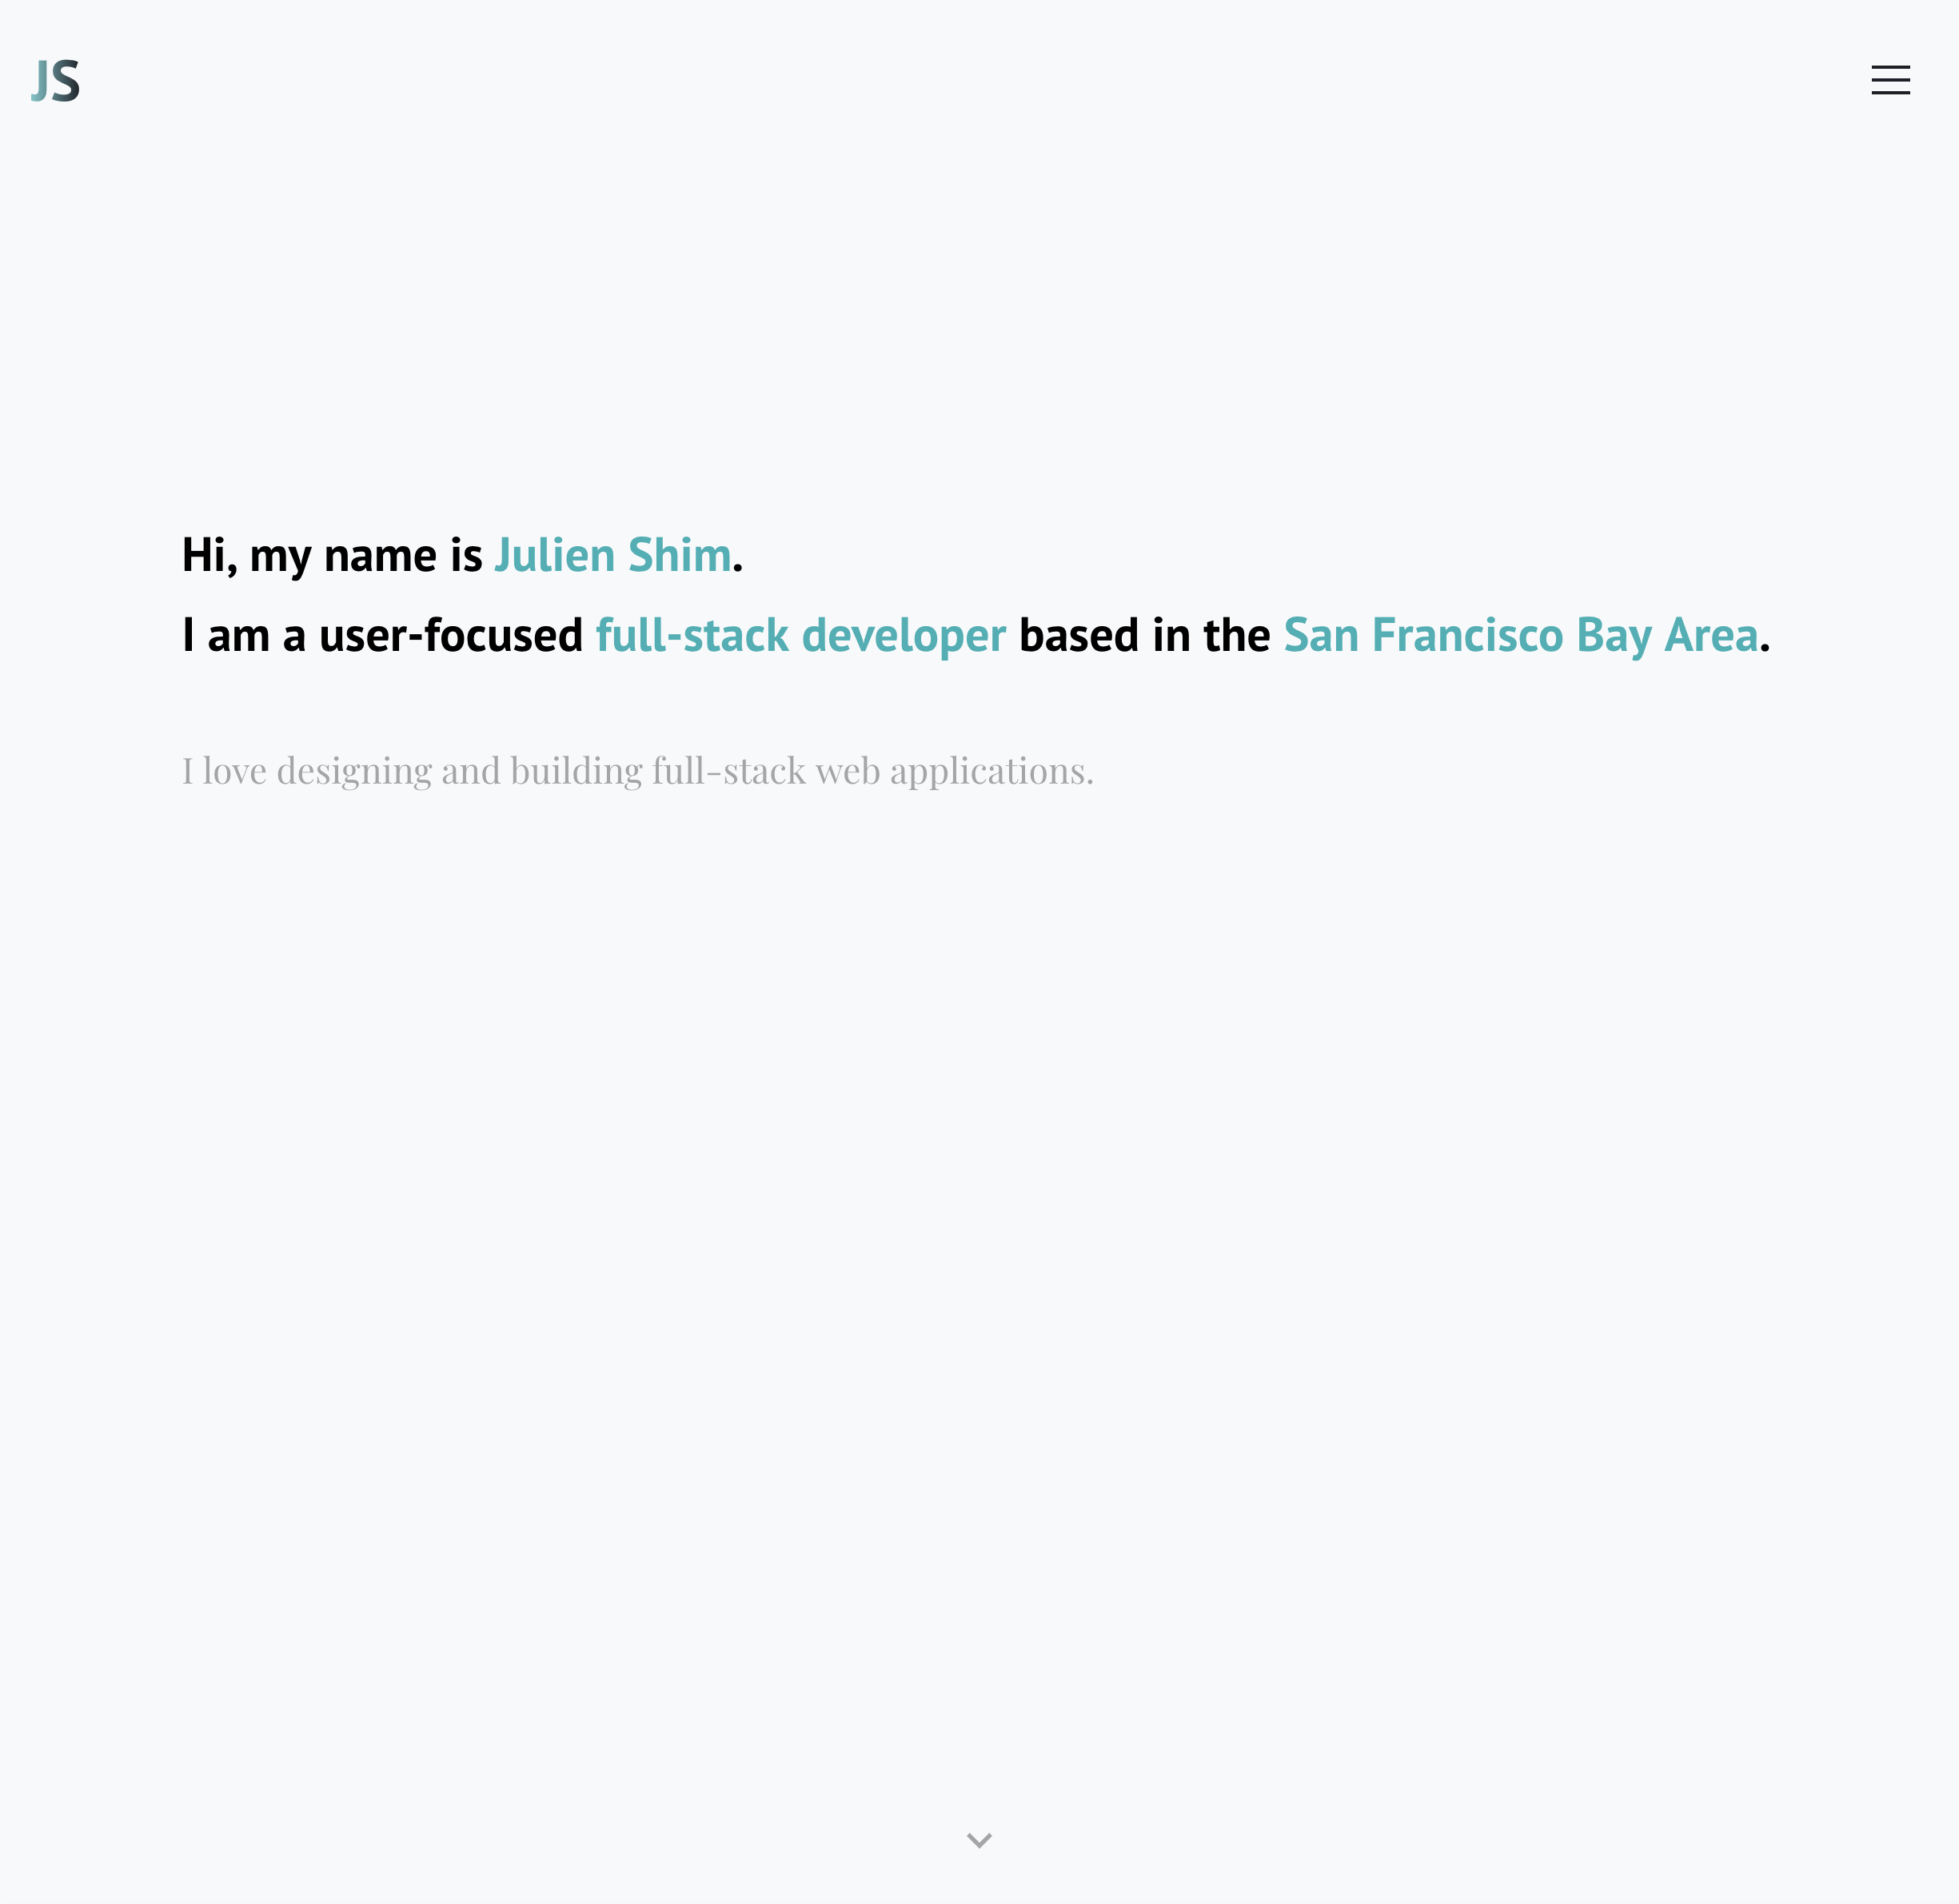 JS
Hi, my name is Julien Shim.
I am a user-focused full-stack developer based in the San Francisco Bay Area.
I love designing and building full-stack web applications.